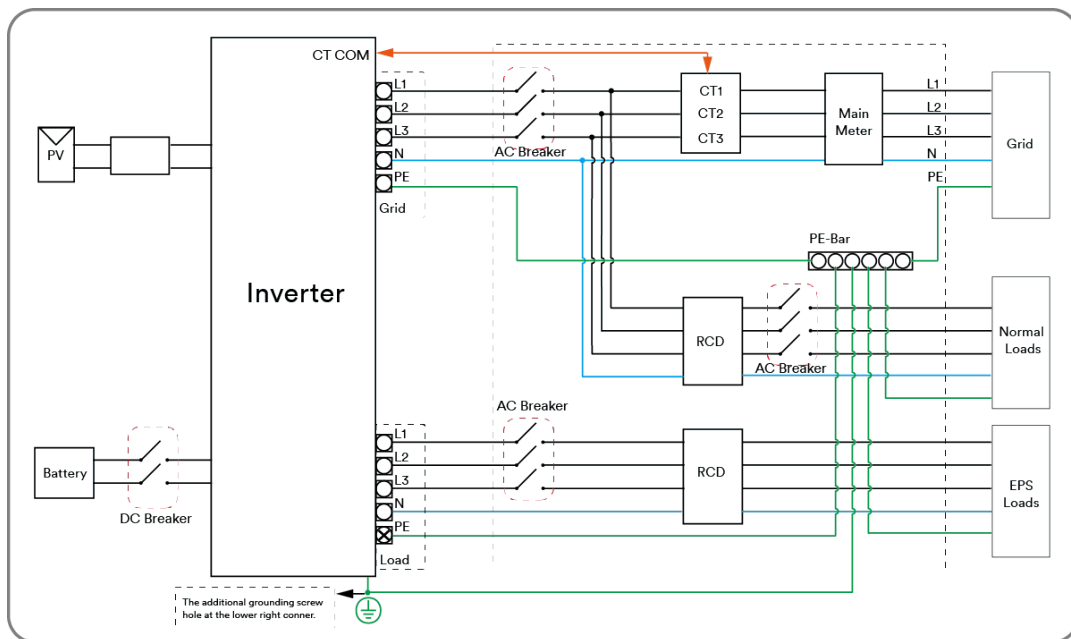 CT COM
L1
L2
L3
N
PE
Grid
AC Breaker
CT1
CT2
CT3
Main
Meter
L1
L2
L3
N
PE
Grid
PV
PE-Bar
Inverter
RCD
AC Breaker
Normal
Loads
AC Breaker
L1
L2
L3
N
PE
Load
RCD
EPS
Loads
Battery
DC Breaker
The additional grounding screw
hole at the lower right conner.